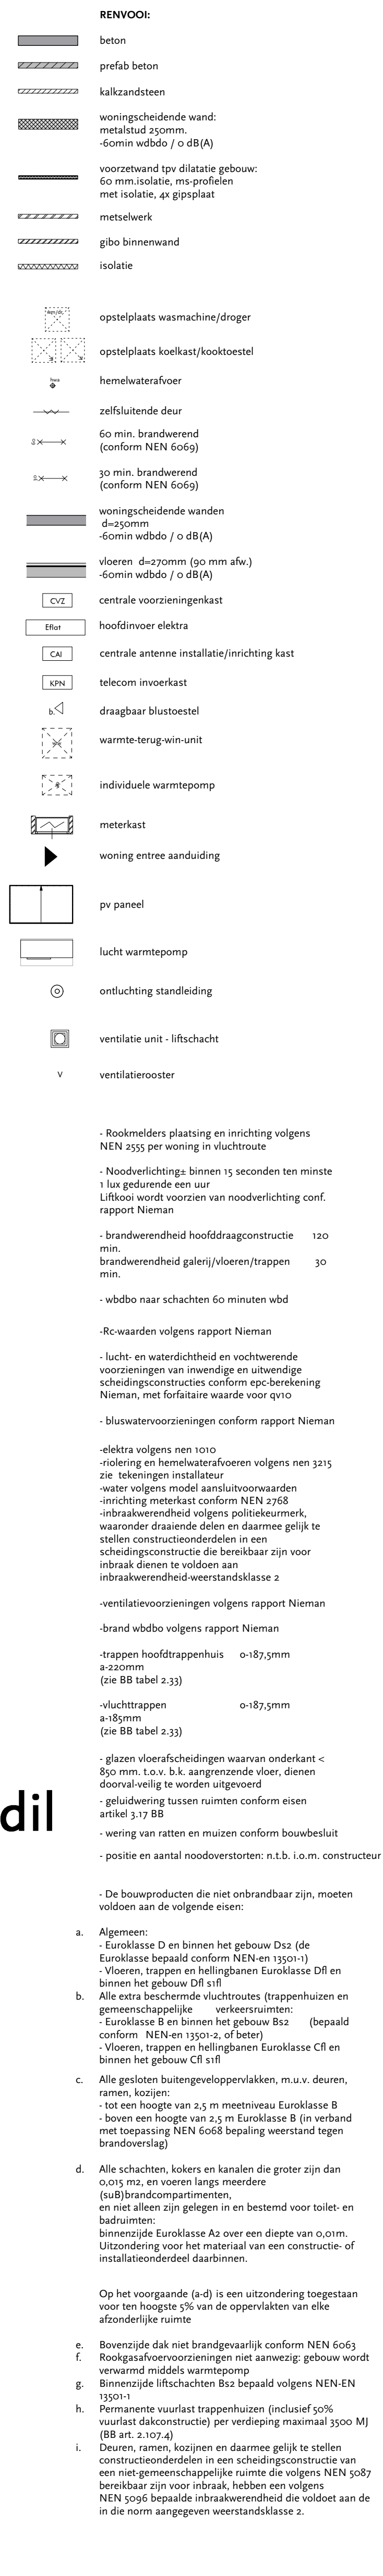 RENVOOI:
beton
prefab beton
kalkzandsteen
woningscheidende wand:
metalstud 250mm.
-60min wdbdo / 0 dB(A)
voorzetwand tpv dilatatie gebouw:
60 mm.isolatie, ms-profielen
met isolatie, 4x gipsplaat
metselwerk
gibo binnenwand
isolatie
opstelplaats wasmachine/droger
opstelplaats koelkast/kooktoestel
hemelwaterafvoer
zelfsluitende deur
60
60 min. brandwerend
(conform NEN 6069)
30 min. brandwerend
(conform NEN 6069)
woningscheidende wanden
d=250mm
-60min wdbdo / 0 dB(A)
vloeren d=270mm (90 mm afw.)
-60min wdbdo / 0 dB(A)
CVZ centrale voorzieningenkast
Eflat hoofdinvoer elektra
CAI centrale antenne installatie/inrichting kast
KPN telecom invoerkast
b. draagbaar blustoestel
warmte-terug-win-unit
individuele warmtepomp
meterkast
woning entree aanduiding
pv paneel
lucht warmtepomp
ontluchting standleiding
ventilatie unit - liftschacht
V ventilatierooster
- Rookmelders plaatsing en inrichting volgens
NEN 2555 per woning in vluchtroute
- Noodverlichting± binnen 15 seconden ten minste
1 lux gedurende een uur
Liftkooi wordt voorzien van noodverlichting conf.
rapport Nieman
- brandwerendheid hoofddraagconstructie 120
min.
brandwerendheid galerij/vloeren/trappen 30
min.
- wbdbo naar schachten 60 minuten wbd
-Rc-waarden volgens rapport Nieman
- lucht- en waterdichtheid en vochtwerende
voorzieningen van inwendige en uitwendige
scheidingsconstructies conform epc-berekening
Nieman, met forfaitaire waarde voor qv10
- bluswatervoorzieningen conform rapport Nieman
-elektra volgens nen 1010
-riolering en hemelwaterafvoeren volgens nen 3215
zie tekeningen installateur
-water volgens model aansluitvoorwaarden
-inrichting meterkast conform NEN 2768
-inbraakwerendheid volgens politiekeurmerk,
waaronder draaiende delen en daarmee gelijk te
stellen constructieonderdelen in een
scheidingsconstructie die bereikbaar zijn voor
inbraak dienen te voldoen aan
inbraakwerendheid-weerstandsklasse 2
-ventilatievoorzieningen volgens rapport Nieman
-brand wbdbo volgens rapport Nieman
-trappen hoofdtrappenhuis 0-187,5mm
a-220mm
(zie BB tabel 2.33)
-vluchttrappen 0-187,5mm
a-185mm
(zie BB tabel 2.33)
- glazen vloerafscheidingen waarvan onderkant <
850 mm. t.o.v. b.k. aangrenzende vloer, dienen
doorval-veilig te worden uitgevoerd
dil
- geluidwering tussen ruimten conform eisen
artikel 3.17 BB
- wering van ratten en muizen conform bouwbesluit
- positie en aantal noodoverstorten: n.t.b. i.o.m. constructeur
- De bouwproducten die niet onbrandbaar zijn, moeten
voldoen aan de volgende eisen:
a. Algemeen:
- Euroklasse D en binnen het gebouw Ds2 (de
Euroklasse bepaald conform NEN-en 13501-1)
- Vloeren, trappen en hellingbanen Euroklasse Dfl en
binnen het gebouw Dfl s1fl
b. Alle extra beschermde vluchtroutes (trappenhuizen en
gemeenschappelijke verkeersruimten:
- Euroklasse B en binnen het gebouw Bs2 (bepaald
conform NEN-en 13501-2, of beter)
- Vloeren, trappen en hellingbanen Euroklasse Cfl en
binnen het gebouw Cfl s1fl
c. Alle gesloten buitengeveloppervlakken, m.u.v. deuren,
ramen, kozijen:
- tot een hoogte van 2,5 m meetniveau Euroklasse B
- boven een hoogte van 2,5 m Euroklasse B (in verband
met toepassing NEN 6068 bepaling weerstand tegen
brandoverslag)
d. Alle schachten, kokers en kanalen die groter zijn dan
0,015 m2, en voeren langs meerdere
(suB)brandcompartimenten,
en niet alleen zijn gelegen in en bestemd voor toilet- en
badruimten:
binnenzijde Euroklasse A2 over een diepte van 0,01m.
Uitzondering voor het materiaal van een constructie- of
installatieonderdeel daarbinnen.
Op het voorgaande (a-d) is een uitzondering toegestaan
voor ten hoogste 5% van de oppervlakten van elke
afzonderlijke ruimte
e. Bovenzijde dak niet brandgevaarlijk conform NEN 6063
f. Rookgasafvoervoorzieningen niet aanwezig: gebouw wordt
verwarmd middels warmtepomp
g. Binnenzijde liftschachten Bs2 bepaald volgens NEN-EN
13501-1
h. Permanente vuurlast trappenhuizen (inclusief 50%
vuurlast dakconstructie) per verdieping maximaal 3500 MJ
(BB art. 2.107.4)
i. Deuren, ramen, kozijnen en daarmee gelijk te stellen
constructieonderdelen in een scheidingsconstructie van
een niet-gemeenschappelijke ruimte die volgens NEN 5087
bereikbaar zijn voor inbraak, hebben een volgens
NEN 5096 bepaalde inbraakwerendheid die voldoet aan de
in die norm aangegeven weerstandsklasse 2.